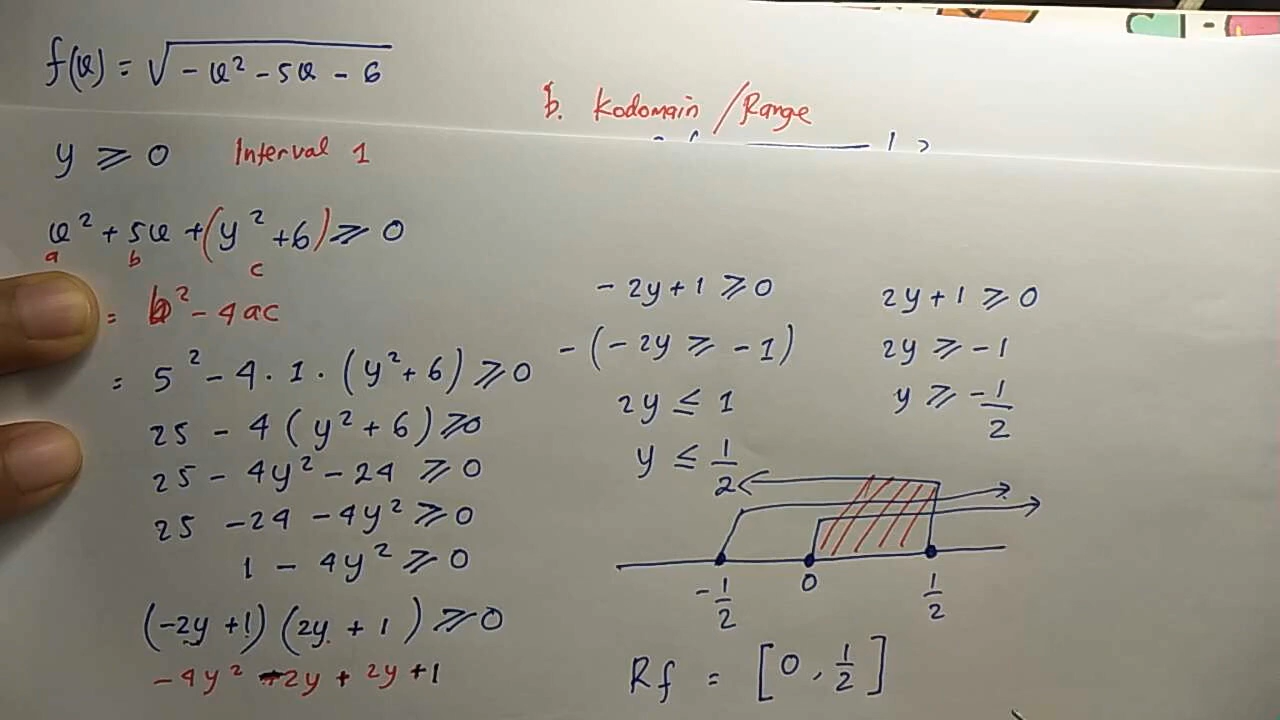 f(x) = √(-x² - 5x - 6)
b. Kodomain / Range
y ≥ 0 Interval 1
x² + 5x + (y² + 6) ≥ 0
a b c
= b² - 4ac
= 5² - 4 · 1 · (y² + 6) ≥ 0
25 - 4 (y² + 6) ≥ 0
25 - 4y² - 24 ≥ 0
25 - 24 - 4y² ≥ 0
1 - 4y² ≥ 0
(-2y + 1) (2y + 1) ≥ 0
-4y² - 2y + 2y + 1
-2y + 1 ≥ 0
-(-2y ≥ -1)
2y ≤ 1
y ≤ 1/2
2y + 1 ≥ 0
2y ≥ -1
y ≥ -1/2
-1/2 0 1/2
Rf = [0, 1/2]